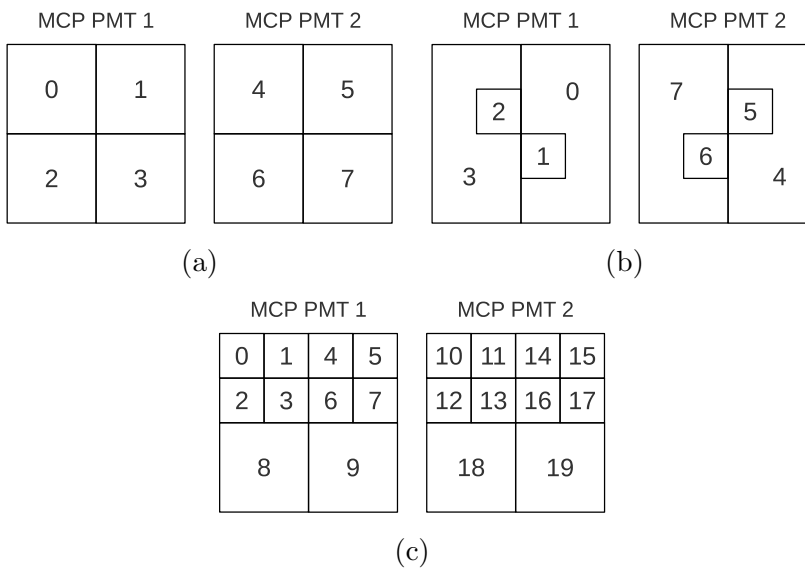 MCP PMT 1 MCP PMT 2 MCP PMT 1 MCP PMT 2
0 1 4 5 2 0 7 5
2 3 6 7 3 1 6 4
(a) (b)
MCP PMT 1 MCP PMT 2
0 1 4 5 10 11 14 15
2 3 6 7 12 13 16 17
8 9 18 19
(c)